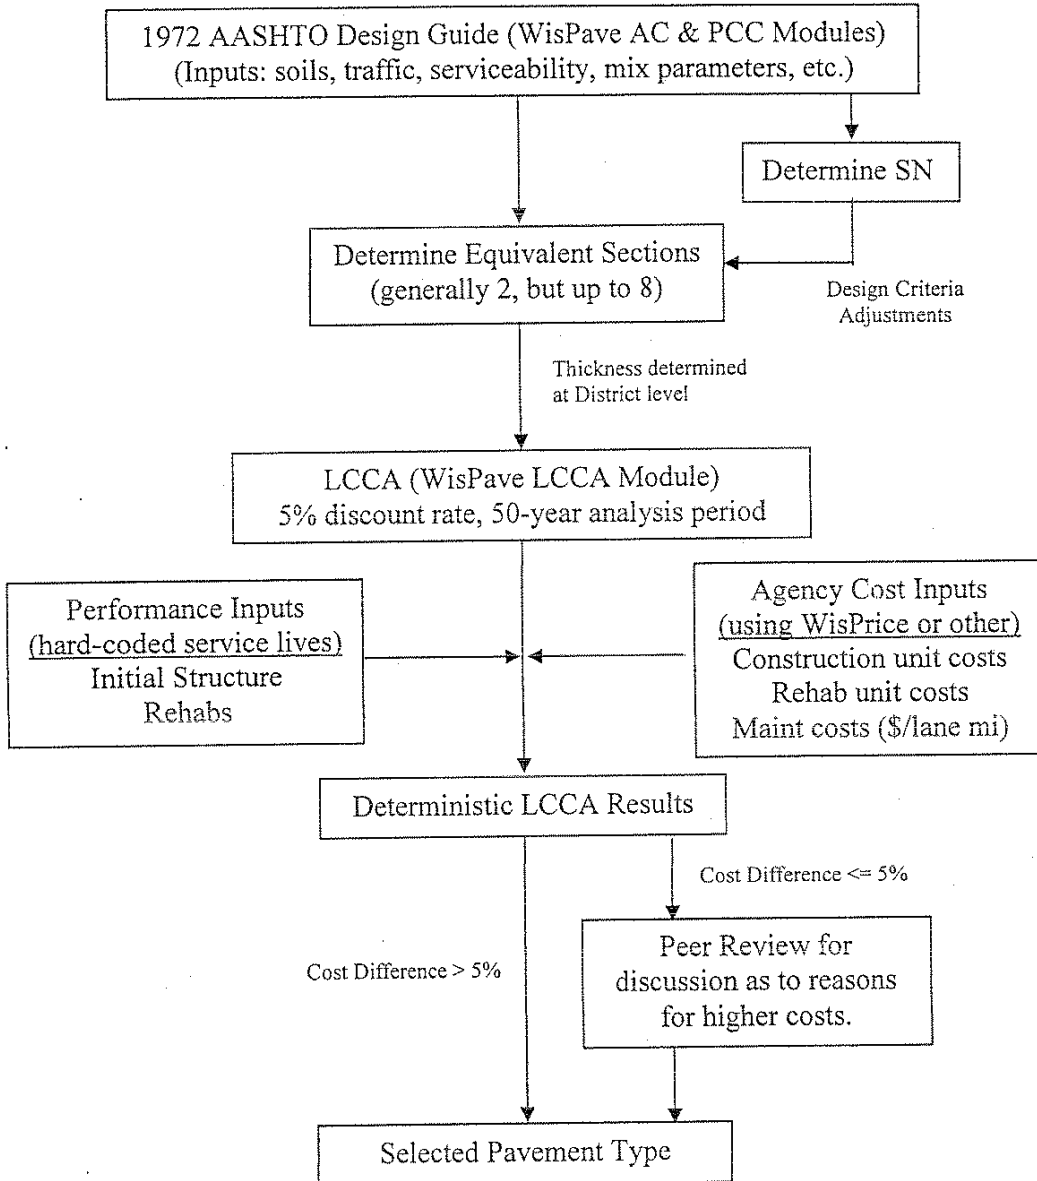 1972 AASHTO Design Guide (WisPave AC & PCC Modules)
(Inputs: soils, traffic, serviceability, mix parameters, etc.)
Determine SN
Determine Equivalent Sections
(generally 2, but up to 8)
Design Criteria
Adjustments
Thickness determined
at District level
LCCA (WisPave LCCA Module)
5% discount rate, 50-year analysis period
Performance Inputs
(hard-coded service lives)
Initial Structure
Rehabs
Agency Cost Inputs
(using WisPrice or other)
Construction unit costs
Rehab unit costs
Maint costs ($/lane mi)
Deterministic LCCA Results
Cost Difference <= 5%
Cost Difference > 5%
Peer Review for
discussion as to reasons
for higher costs.
Selected Pavement Type